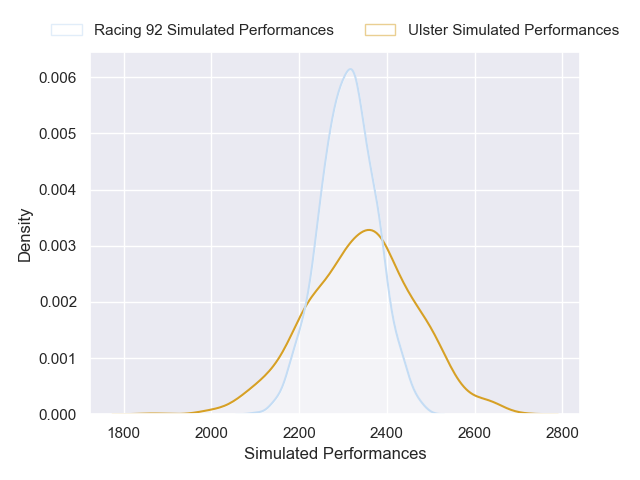 Racing 92 Simulated Performances
Ulster Simulated Performances
0.006
0.005
0.004
0.003
0.002
0.001
0.000
Density
1800 2000 2200 2400 2600 2800
Simulated Performances